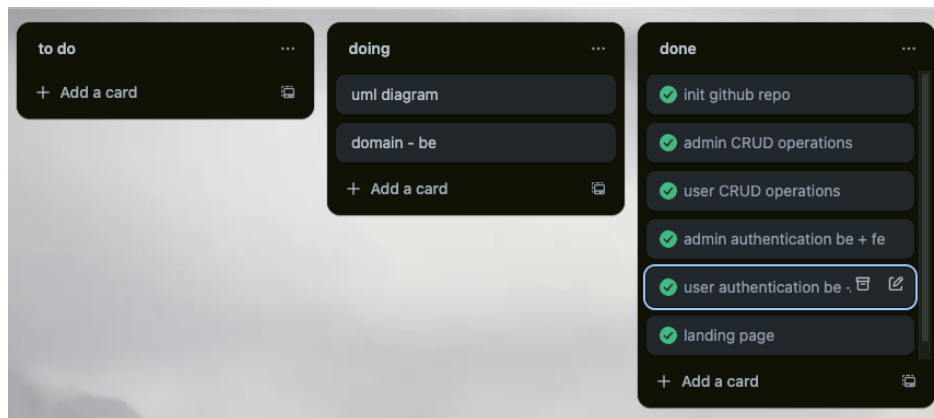 to do
Add a card
doing
uml diagram
domain - be
Add a card
done
init github repo
admin CRUD operations
user CRUD operations
admin authentication be + fe
user authentication be -
landing page
Add a card